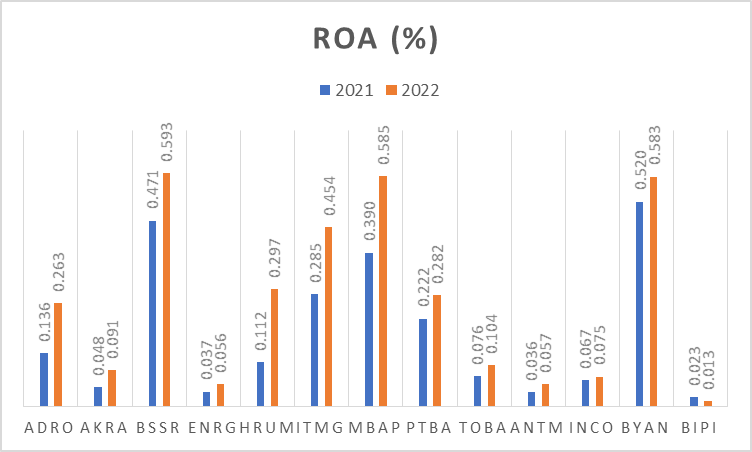 ROA (%)
2021 2022
0.136 0.263 0.048 0.091 0.471 0.593 0.037 0.056 0.112 0.297 0.285 0.454 0.390 0.585 0.222 0.282 0.076 0.104 0.036 0.057 0.067 0.075 0.520 0.583 0.023 0.013
ADRO AKRA BSSR ENRG HRUM ITMG MBAP PTBA TOBA ANTM INCO BYAN BIPI